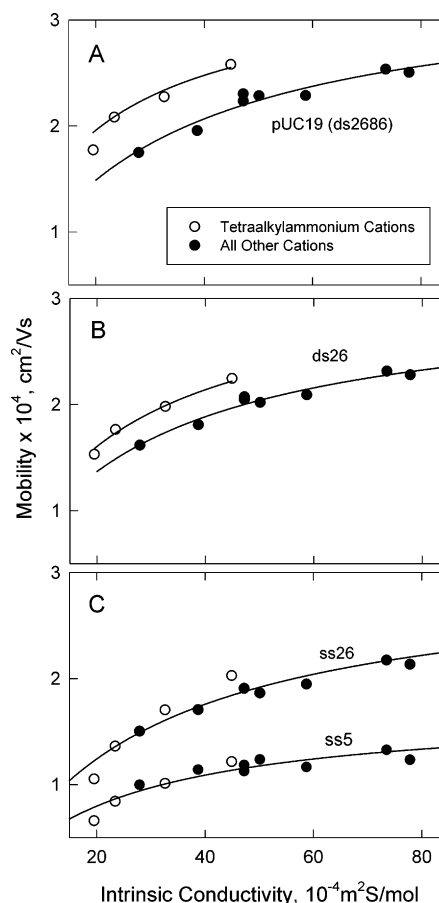 3
A
2
pUC19 (ds2686)
Tetraalkylammonium Cations
All Other Cations
1
3
B
ds26
2
Mobility x 10⁴, cm²/Vs
1
3
C
ss26
2
ss5
1
20 40 60 80
Intrinsic Conductivity, 10⁻⁴m²S/mol